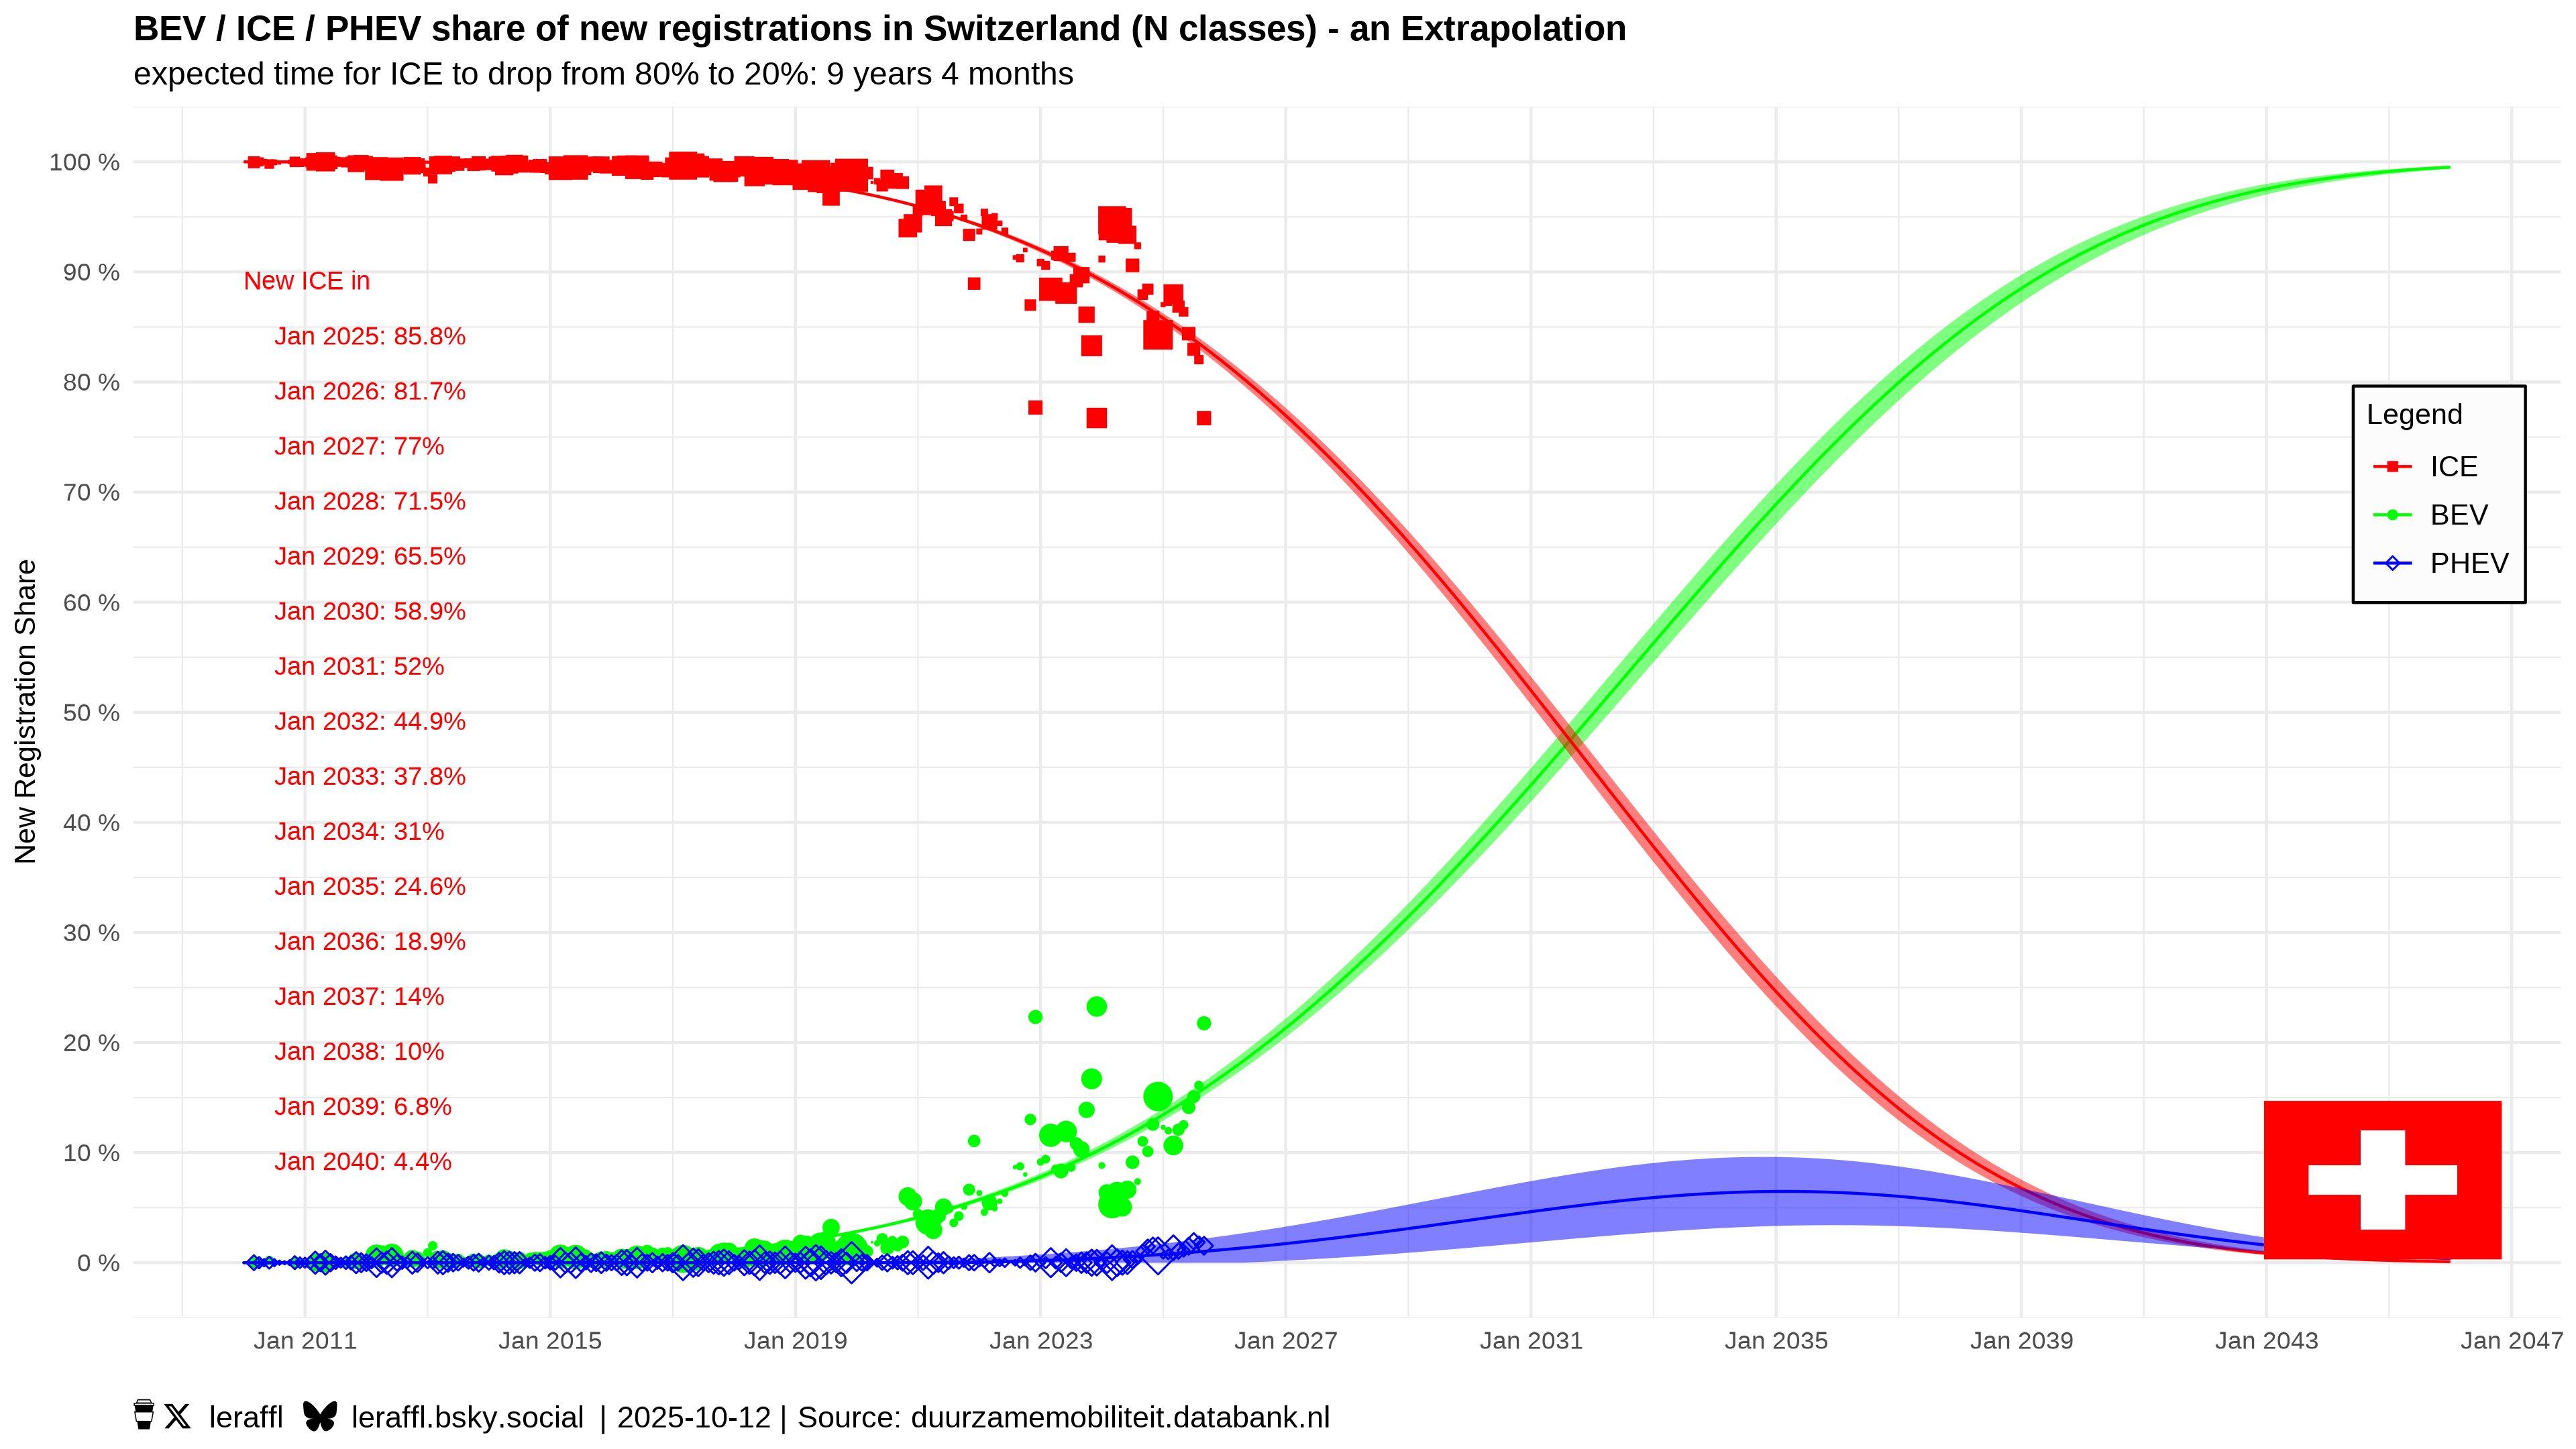 BEV / ICE / PHEV share of new registrations in Switzerland (N classes) - an Extrapolation
expected time for ICE to drop from 80% to 20%: 9 years 4 months
New Registration Share
100 %
90 %
80 %
70 %
60 %
50 %
40 %
30 %
20 %
10 %
0 %
New ICE in
Jan 2025: 85.8%
Jan 2026: 81.7%
Jan 2027: 77%
Jan 2028: 71.5%
Jan 2029: 65.5%
Jan 2030: 58.9%
Jan 2031: 52%
Jan 2032: 44.9%
Jan 2033: 37.8%
Jan 2034: 31%
Jan 2035: 24.6%
Jan 2036: 18.9%
Jan 2037: 14%
Jan 2038: 10%
Jan 2039: 6.8%
Jan 2040: 4.4%
Legend
ICE
BEV
PHEV
Jan 2011 Jan 2015 Jan 2019 Jan 2023 Jan 2027 Jan 2031 Jan 2035 Jan 2039 Jan 2043 Jan 2047
leraffl leraffl.bsky.social | 2025-10-12 | Source: duurzamemobiliteit.databank.nl